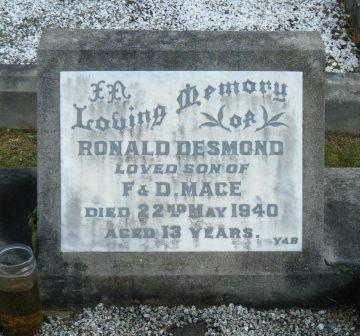 In
Loving Memory
of
RONALD DESMOND
LOVED SON OF
F & D. MACE
DIED 22ND MAY 1940
AGED 13 YEARS.